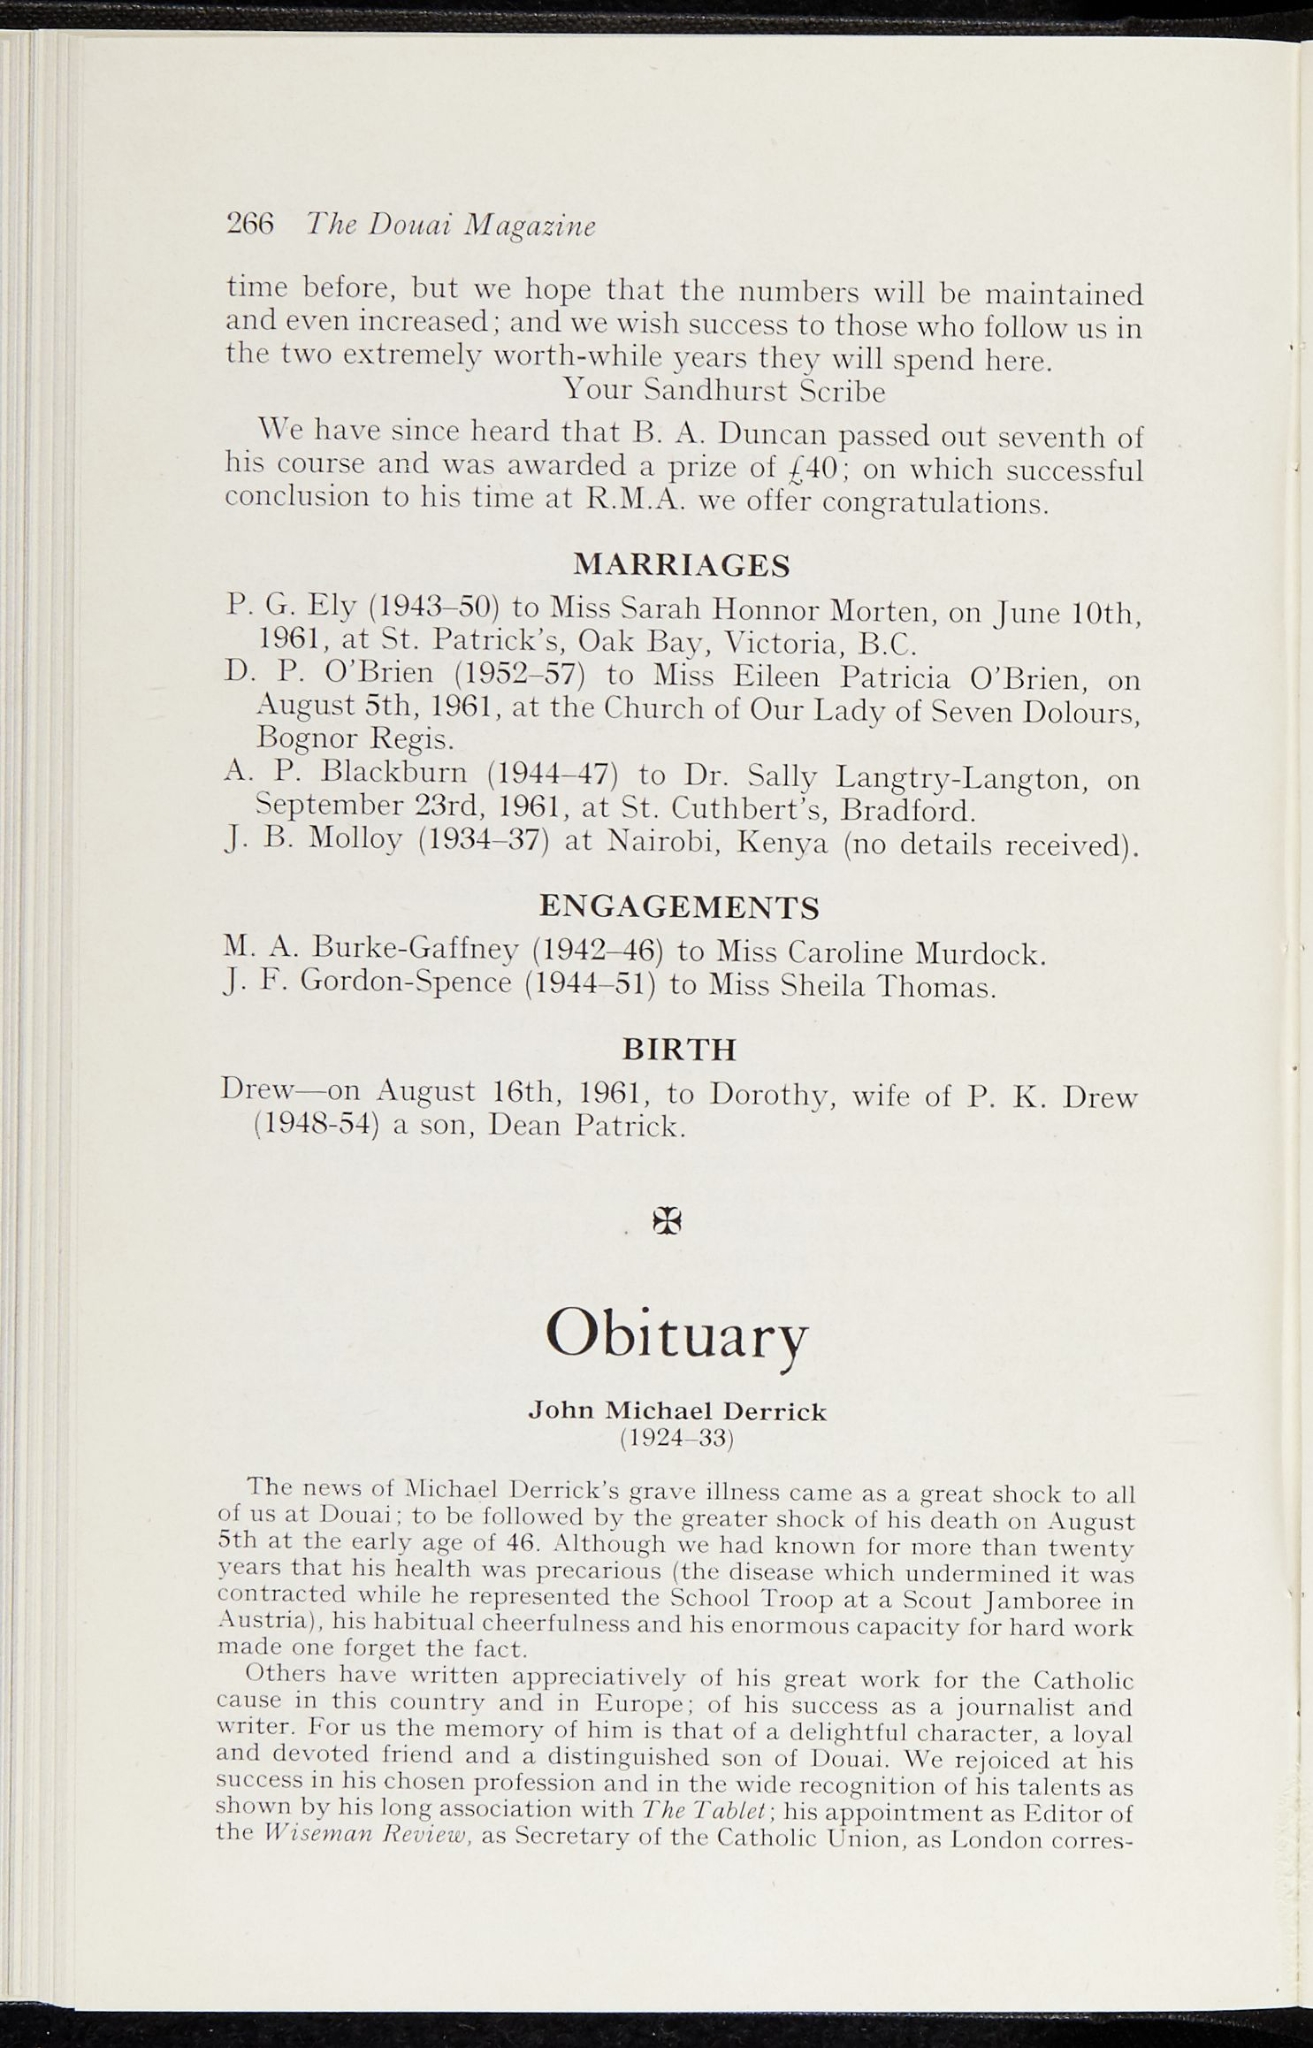 266 The Douai Magazine
time before, but we hope that the numbers will be maintained
and even increased; and we wish success to those who follow us in
the two extremely worth-while years they will spend here.
Your Sandhurst Scribe
We have since heard that B. A. Duncan passed out seventh of
his course and was awarded a prize of £40; on which successful
conclusion to his time at R.M.A. we offer congratulations.
MARRIAGES
P. G. Ely (1943–50) to Miss Sarah Honnor Morten, on June 10th,
1961, at St. Patrick's, Oak Bay, Victoria, B.C.
D. P. O'Brien (1952–57) to Miss Eileen Patricia O'Brien, on
August 5th, 1961, at the Church of Our Lady of Seven Dolours,
Bognor Regis.
A. P. Blackburn (1944–47) to Dr. Sally Langtry-Langton, on
September 23rd, 1961, at St. Cuthbert's, Bradford.
J. B. Molloy (1934–37) at Nairobi, Kenya (no details received).
ENGAGEMENTS
M. A. Burke-Gaffney (1942–46) to Miss Caroline Murdock.
J. F. Gordon-Spence (1944–51) to Miss Sheila Thomas.
BIRTH
Drew—on August 16th, 1961, to Dorothy, wife of P. K. Drew
(1948-54) a son, Dean Patrick.
✠
Obituary
John Michael Derrick
(1924–33)
The news of Michael Derrick's grave illness came as a great shock to all
of us at Douai; to be followed by the greater shock of his death on August
5th at the early age of 46. Although we had known for more than twenty
years that his health was precarious (the disease which undermined it was
contracted while he represented the School Troop at a Scout Jamboree in
Austria), his habitual cheerfulness and his enormous capacity for hard work
made one forget the fact.
Others have written appreciatively of his great work for the Catholic
cause in this country and in Europe; of his success as a journalist and
writer. For us the memory of him is that of a delightful character, a loyal
and devoted friend and a distinguished son of Douai. We rejoiced at his
success in his chosen profession and in the wide recognition of his talents as
shown by his long association with The Tablet; his appointment as Editor of
the Wiseman Review, as Secretary of the Catholic Union, as London corres-